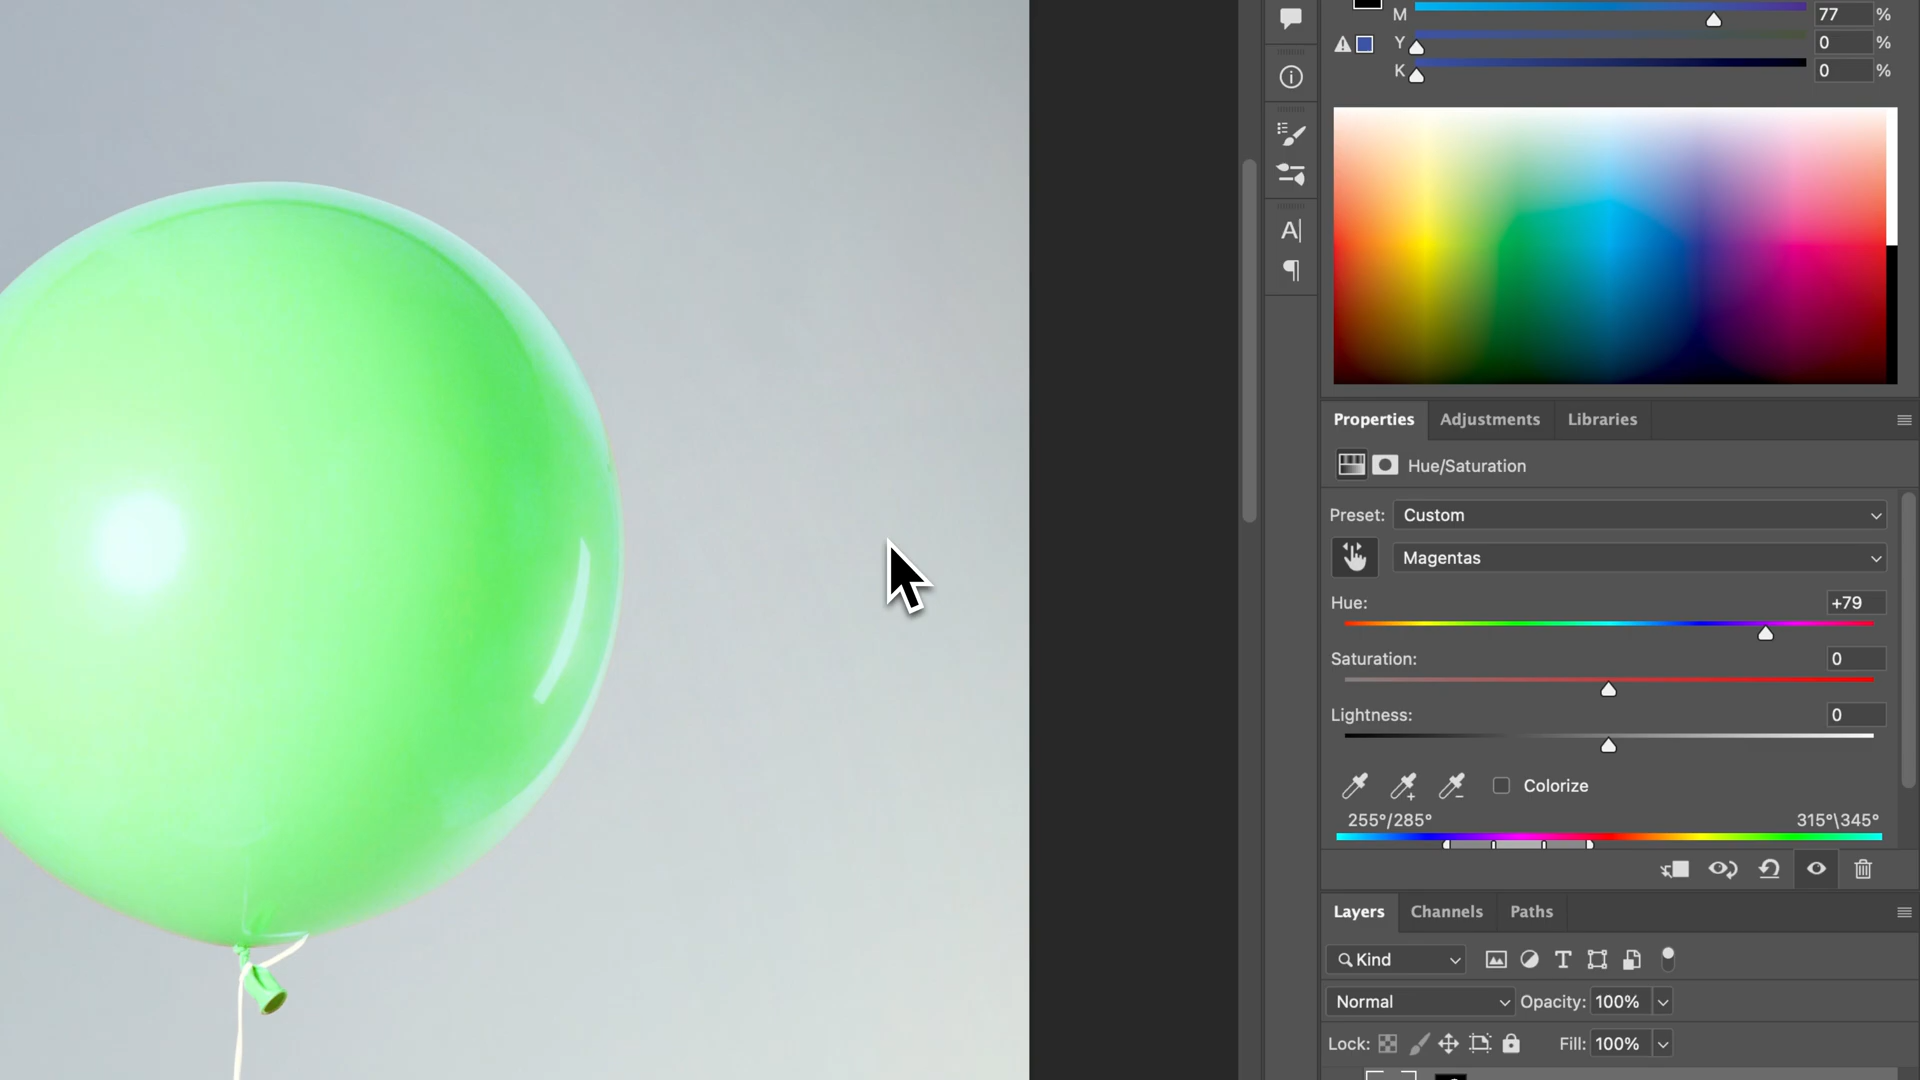 M 77 %
Y 0 %
K 0 %
A|
Properties Adjustments Libraries
Hue/Saturation
Preset: Custom
Magentas
Hue: +79
Saturation: 0
Lightness: 0
Colorize
255°/285° 315°\345°
Layers Channels Paths
Kind T
Normal Opacity: 100%
Lock: Fill: 100%